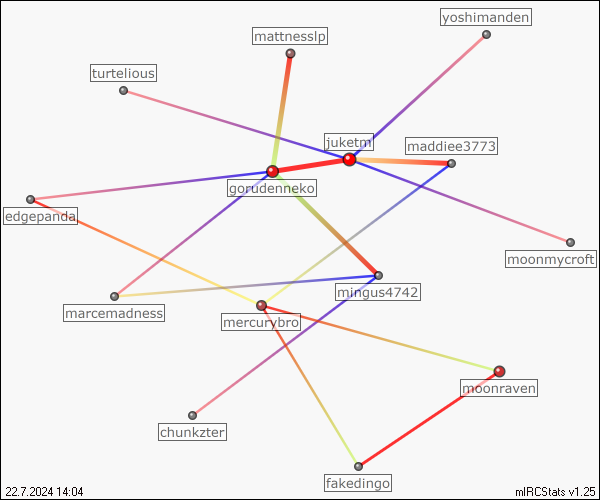 yoshimanden
mattnesslp
turtelious
juketm
maddiee3773
gorudenneko
edgepanda
moonmycroft
mingus4742
marcemadness
mercurybro
moonraven
chunkzter
fakedingo
22.7.2024 14:04
mIRCStats v1.25